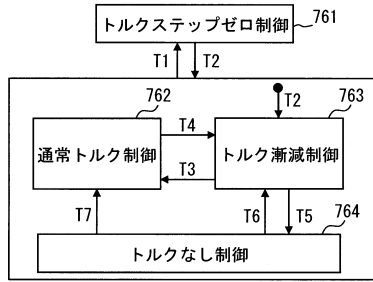 トルクステップゼロ制御
761
T1
T2
762
T2
763
通常トルク制御
T4
トルク漸減制御
T3
T7
T6
T5
764
トルクなし制御